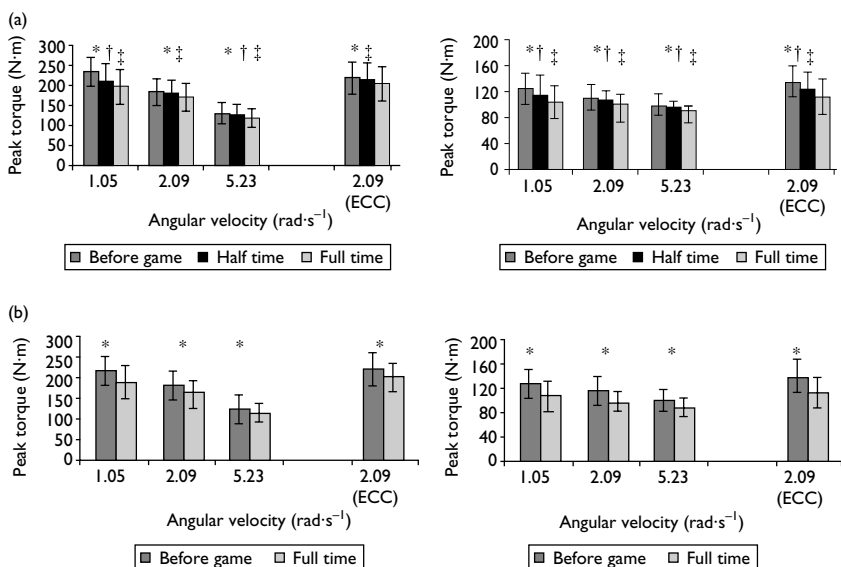 (a)
Peak torque (N·m)
300
250
200
150
100
50
0
* † ‡
* ‡
* † ‡
* ‡
1.05 2.09 5.23 2.09
(ECC)
Angular velocity (rad·s⁻¹)
Before game Half time Full time
Peak torque (N·m)
200
160
120
80
40
0
*† ‡
*† ‡
*† ‡
*† ‡
1.05 2.09 5.23 2.09
(ECC)
Angular velocity (rad·s⁻¹)
Before game Half time Full time
(b)
Peak torque (N·m)
300
250
200
150
100
50
0
* * * *
1.05 2.09 5.23 2.09
(ECC)
Angular velocity (rad·s⁻¹)
Before game Full time
Peak torque (N·m)
200
160
120
80
40
0
* * * *
1.05 2.09 5.23 2.09
(ECC)
Angular velocity (rad·s⁻¹)
Before game Full time